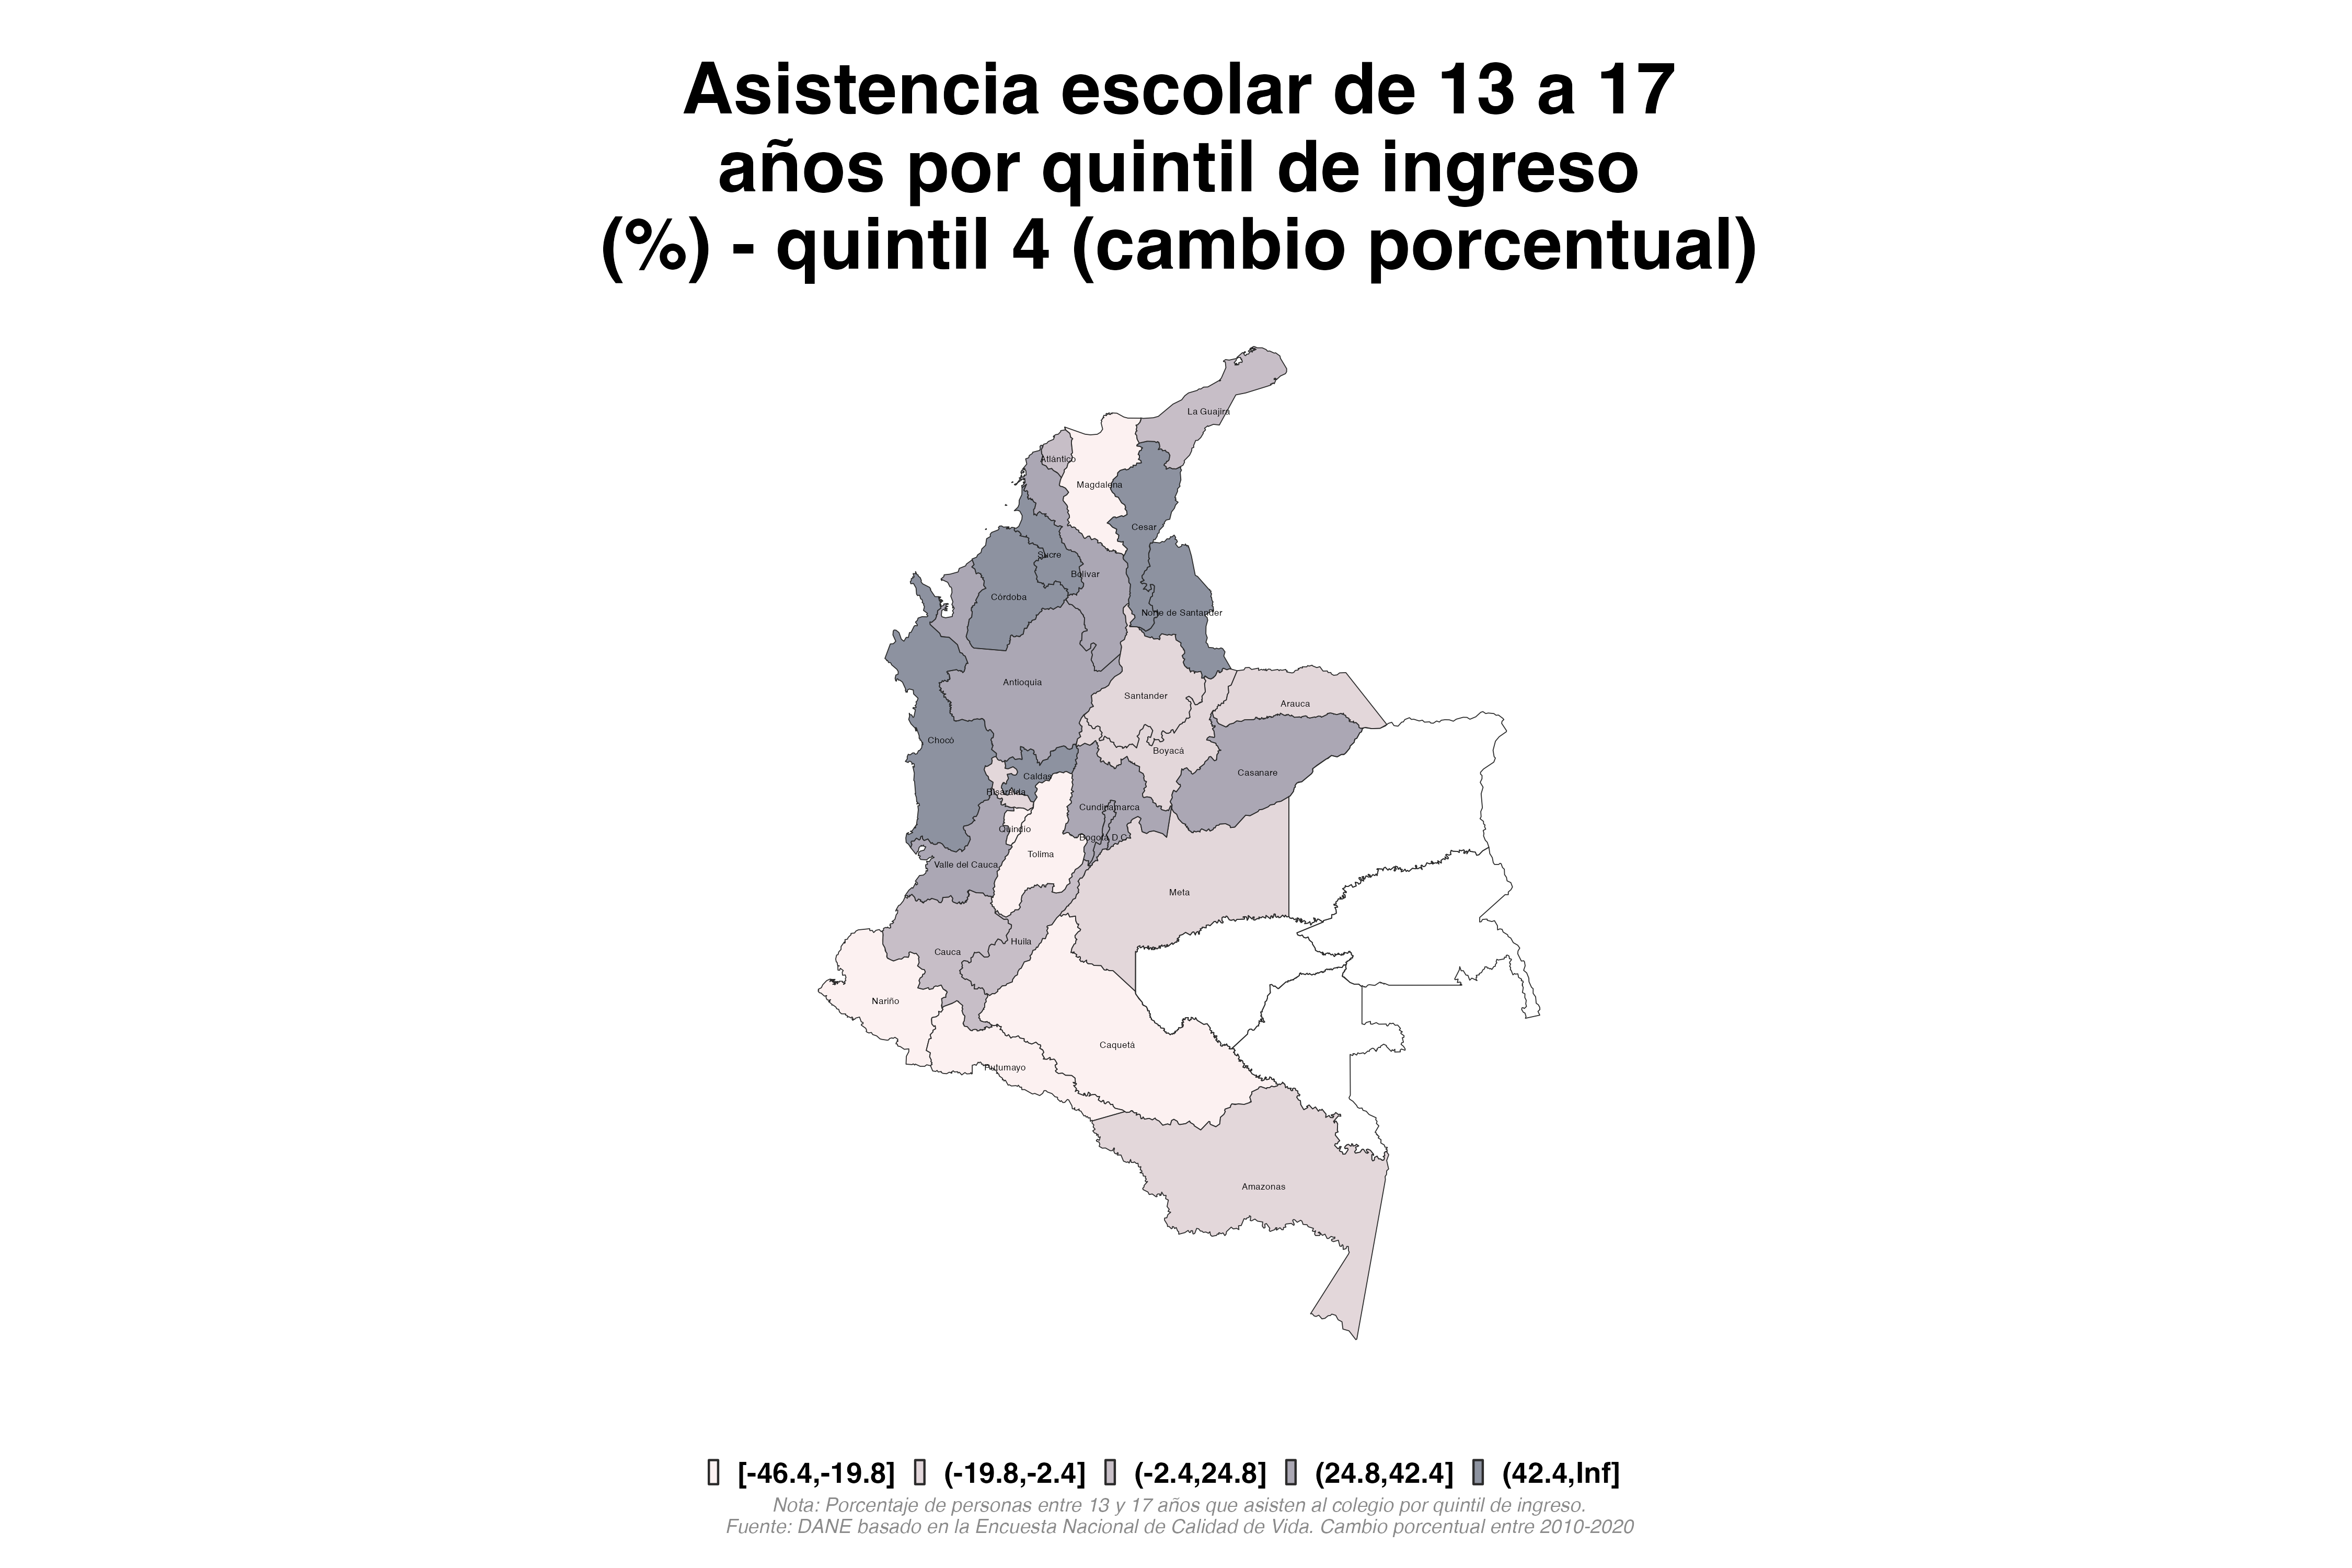 Asistencia escolar de 13 a 17
años por quintil de ingreso
(%) - quintil 4 (cambio porcentual)
La Guajira
Atlántico
Magdalena
Cesar
Sucre
Bolívar
Córdoba
Norte de Santander
Antioquia
Santander
Arauca
Chocó
Boyacá
Casanare
Caldas
Risaralda
Cundinamarca
Quindío
Bogotá D.C.
Tolima
Valle del Cauca
Meta
Huila
Cauca
Nariño
Caquetá
Putumayo
Amazonas
[-46.4,-19.8] (-19.8,-2.4] (-2.4,24.8] (24.8,42.4] (42.4,Inf]
Nota: Porcentaje de personas entre 13 y 17 años que asisten al colegio por quintil de ingreso.
Fuente: DANE basado en la Encuesta Nacional de Calidad de Vida. Cambio porcentual entre 2010-2020